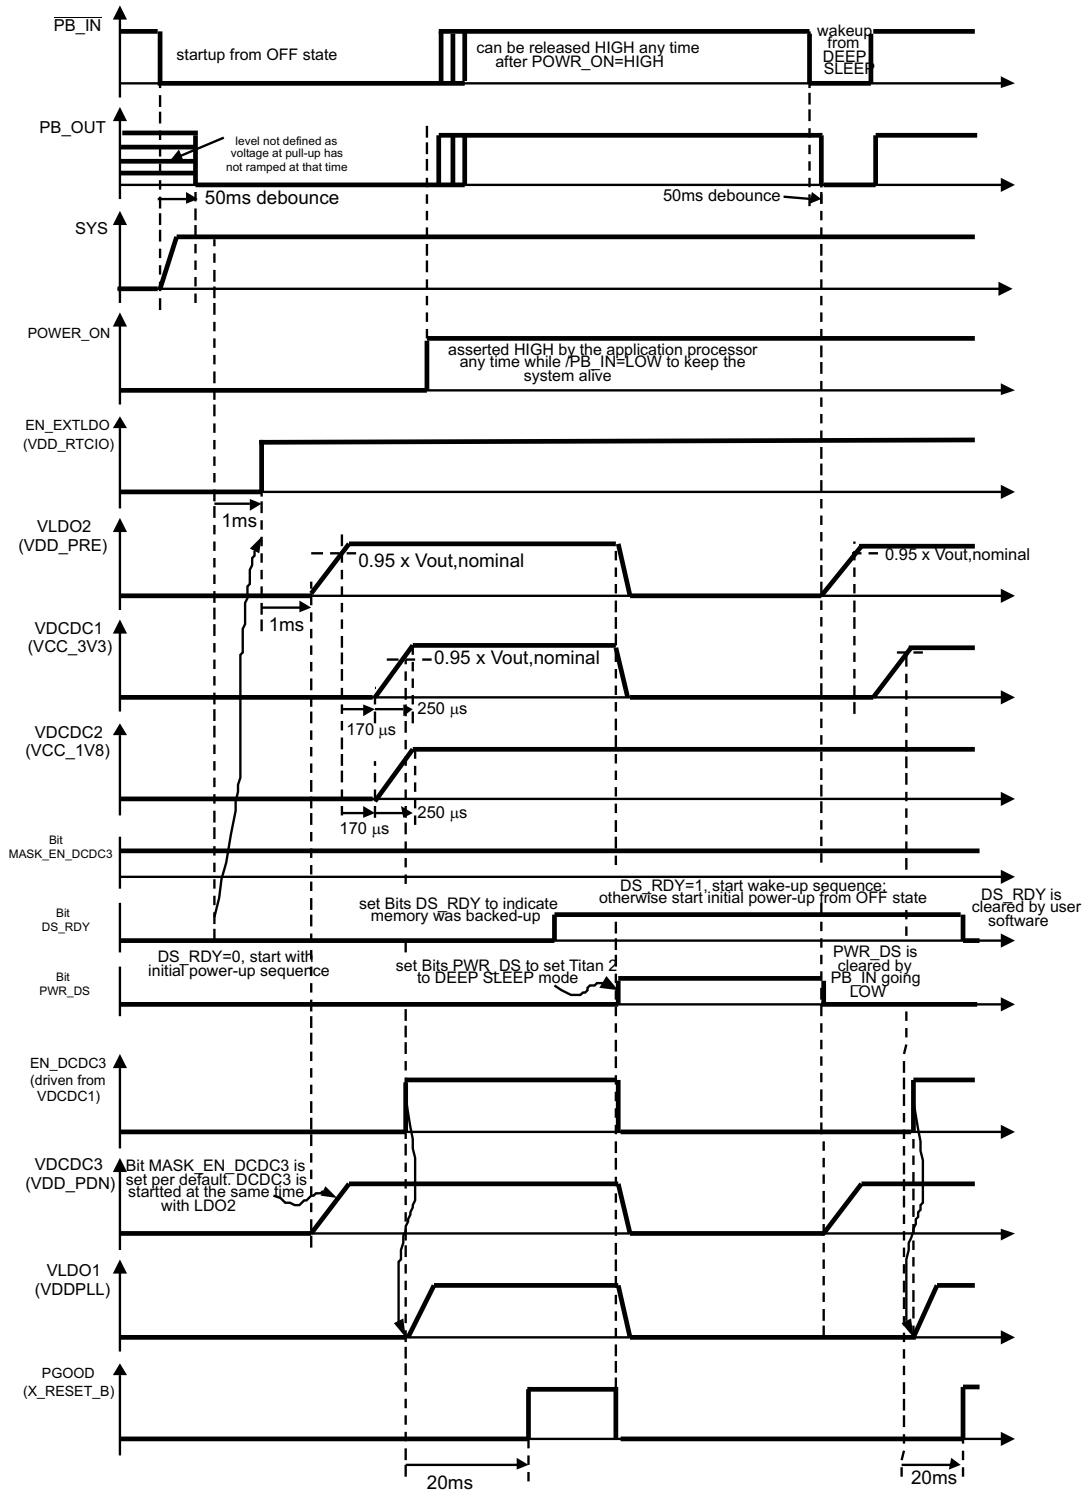 PB_IN
startup from OFF state
can be released HIGH any time
after POWR_ON=HIGH
wakeup
from
DEEP
SLEEP
PB_OUT
level not defined as
voltage at pull-up has
not ramped at that time
50ms debounce
50ms debounce
SYS
POWER_ON
asserted HIGH by the application processor
any time while /PB_IN=LOW to keep the
system alive
EN_EXTLDO
(VDD_RTCIO)
1ms
VLDO2
(VDD_PRE)
0.95 x Vout,nominal
0.95 x Vout,nominal
1ms
VDCDC1
(VCC_3V3)
0.95 x Vout,nominal
250 µs
170 µs
VDCDC2
(VCC_1V8)
250 µs
170 µs
Bit
MASK_EN_DCDC3
Bit
DS_RDY
set Bits DS_RDY to indicate
memory was backed-up
DS_RDY=1, start wake-up sequence;
otherwise start initial power-up from OFF state
DS_RDY is
cleared by user
software
DS_RDY=0, start with
initial power-up sequence
Bit
PWR_DS
set Bits PWR_DS to set Titan 2
to DEEP SLEEP mode
PWR_DS is
cleared by
PB_IN going
LOW
EN_DCDC3
(driven from
VDCDC1)
VDCDC3
(VDD_PDN)
Bit MASK_EN_DCDC3 is
set per default. DCDC3 is
startted at the same time
with LDO2
VLDO1
(VDDPLL)
PGOOD
(X_RESET_B)
20ms
20ms